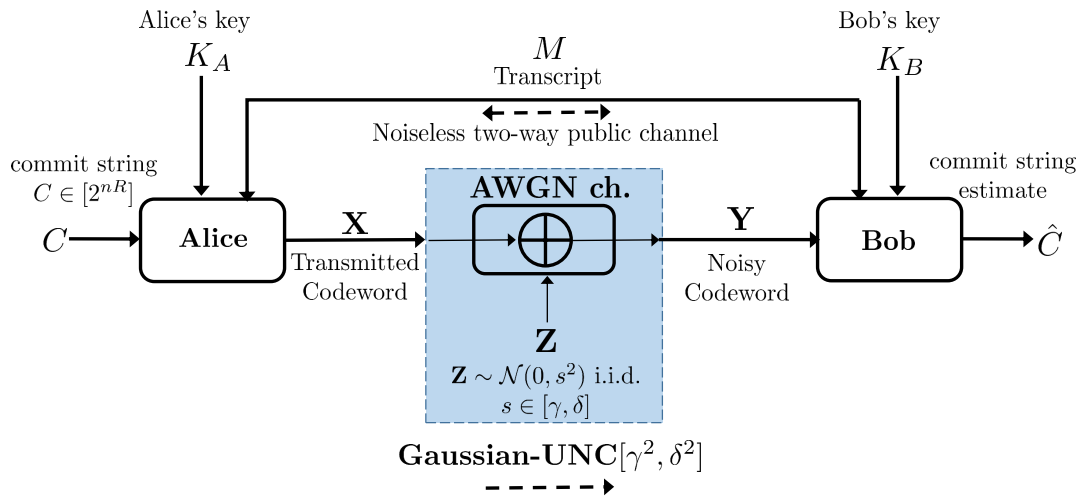 Alice's key
K_A
Bob's key
K_B
M
Transcript
Noiseless two-way public channel
commit string
C ∈ [2^{nR}]
commit string
estimate
AWGN ch.
C
Alice
X
Transmitted
Codeword
Y
Noisy
Codeword
Bob
Ĉ
Z
Z ∼ 𝒩(0, s²) i.i.d.
s ∈ [γ, δ]
Gaussian-UNC[γ², δ²]